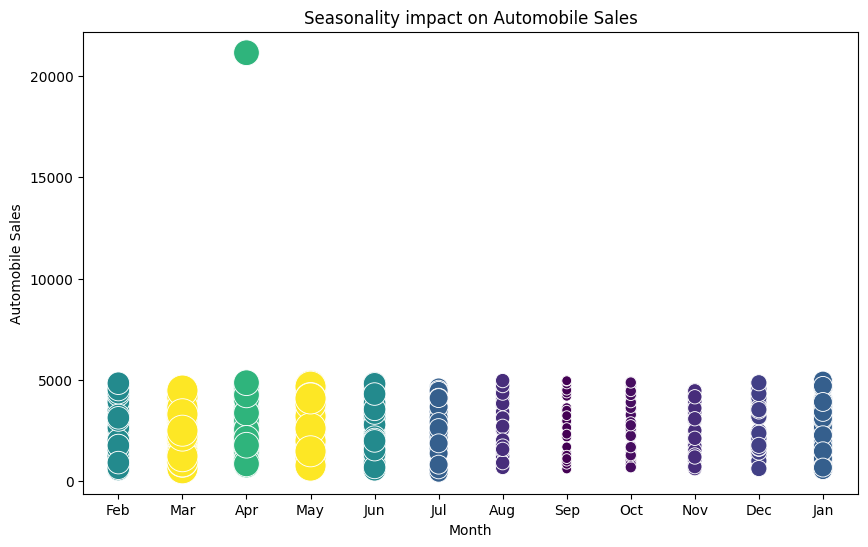 Seasonality impact on Automobile Sales
20000
15000
10000
5000
0
Automobile Sales
Feb Mar Apr May Jun Jul Aug Sep Oct Nov Dec Jan
Month